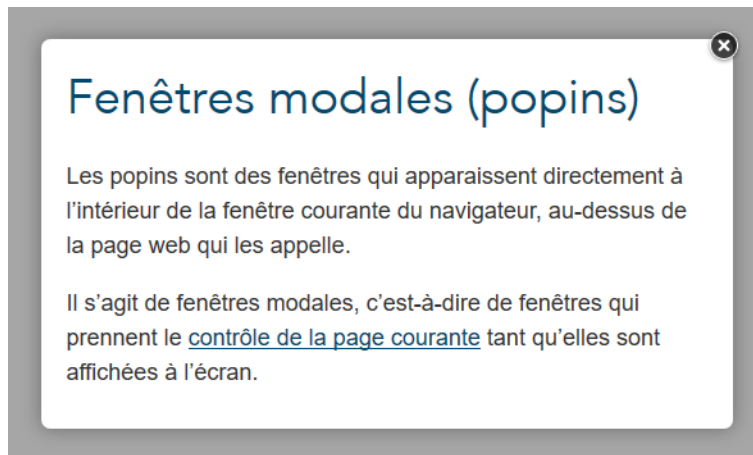 Fenêtres modales (popins)
Les popins sont des fenêtres qui apparaissent directement à
l’intérieur de la fenêtre courante du navigateur, au-dessus de
la page web qui les appelle.
Il s’agit de fenêtres modales, c’est-à-dire de fenêtres qui
prennent le contrôle de la page courante tant qu’elles sont
affichées à l’écran.